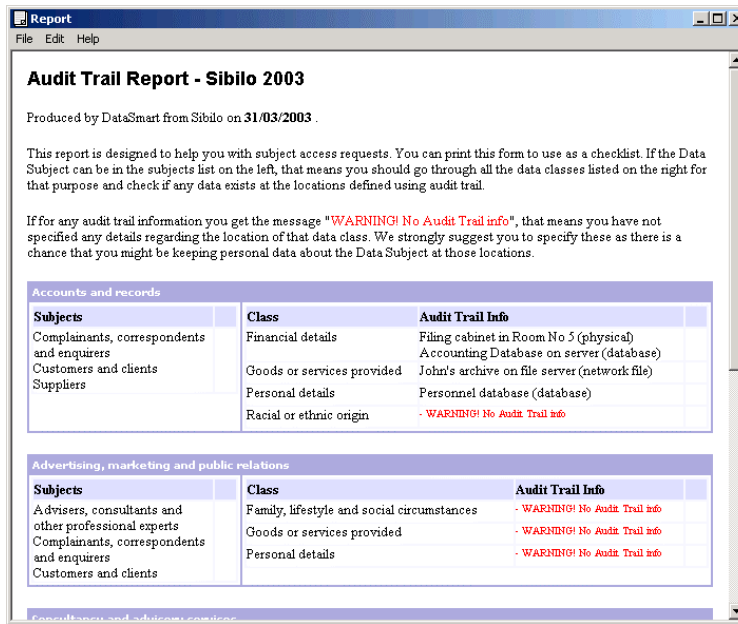 Report
File Edit Help
Audit Trail Report - Sibilo 2003
Produced by DataSmart from Sibilo on 31/03/2003 .
This report is designed to help you with subject access requests. You can print this form to use as a checklist. If the Data
Subject can be in the subjects list on the left, that means you should go through all the data classes listed on the right for
that purpose and check if any data exists at the locations defined using audit trail.
If for any audit trail information you get the message "WARNING! No Audit Trail info", that means you have not
specified any details regarding the location of that data class. We strongly suggest you to specify these as there is a
chance that you might be keeping personal data about the Data Subject at those locations.
Accounts and records
Subjects
Complainants, correspondents
and enquirers
Customers and clients
Suppliers
Class Audit Trail Info
Financial details Filing cabinet in Room No 5 (physical)
Accounting Database on server (database)
Goods or services provided John's archive on file server (network file)
Personal details Personnel database (database)
Racial or ethnic origin - WARNING! No Audit Trail info
Advertising, marketing and public relations
Subjects
Advisers, consultants and
other professional experts
Complainants, correspondents
and enquirers
Customers and clients
Class Audit Trail Info
Family, lifestyle and social circumstances - WARNING! No Audit Trail info
Goods or services provided - WARNING! No Audit Trail info
Personal details - WARNING! No Audit Trail info
Consultancy and advisory services